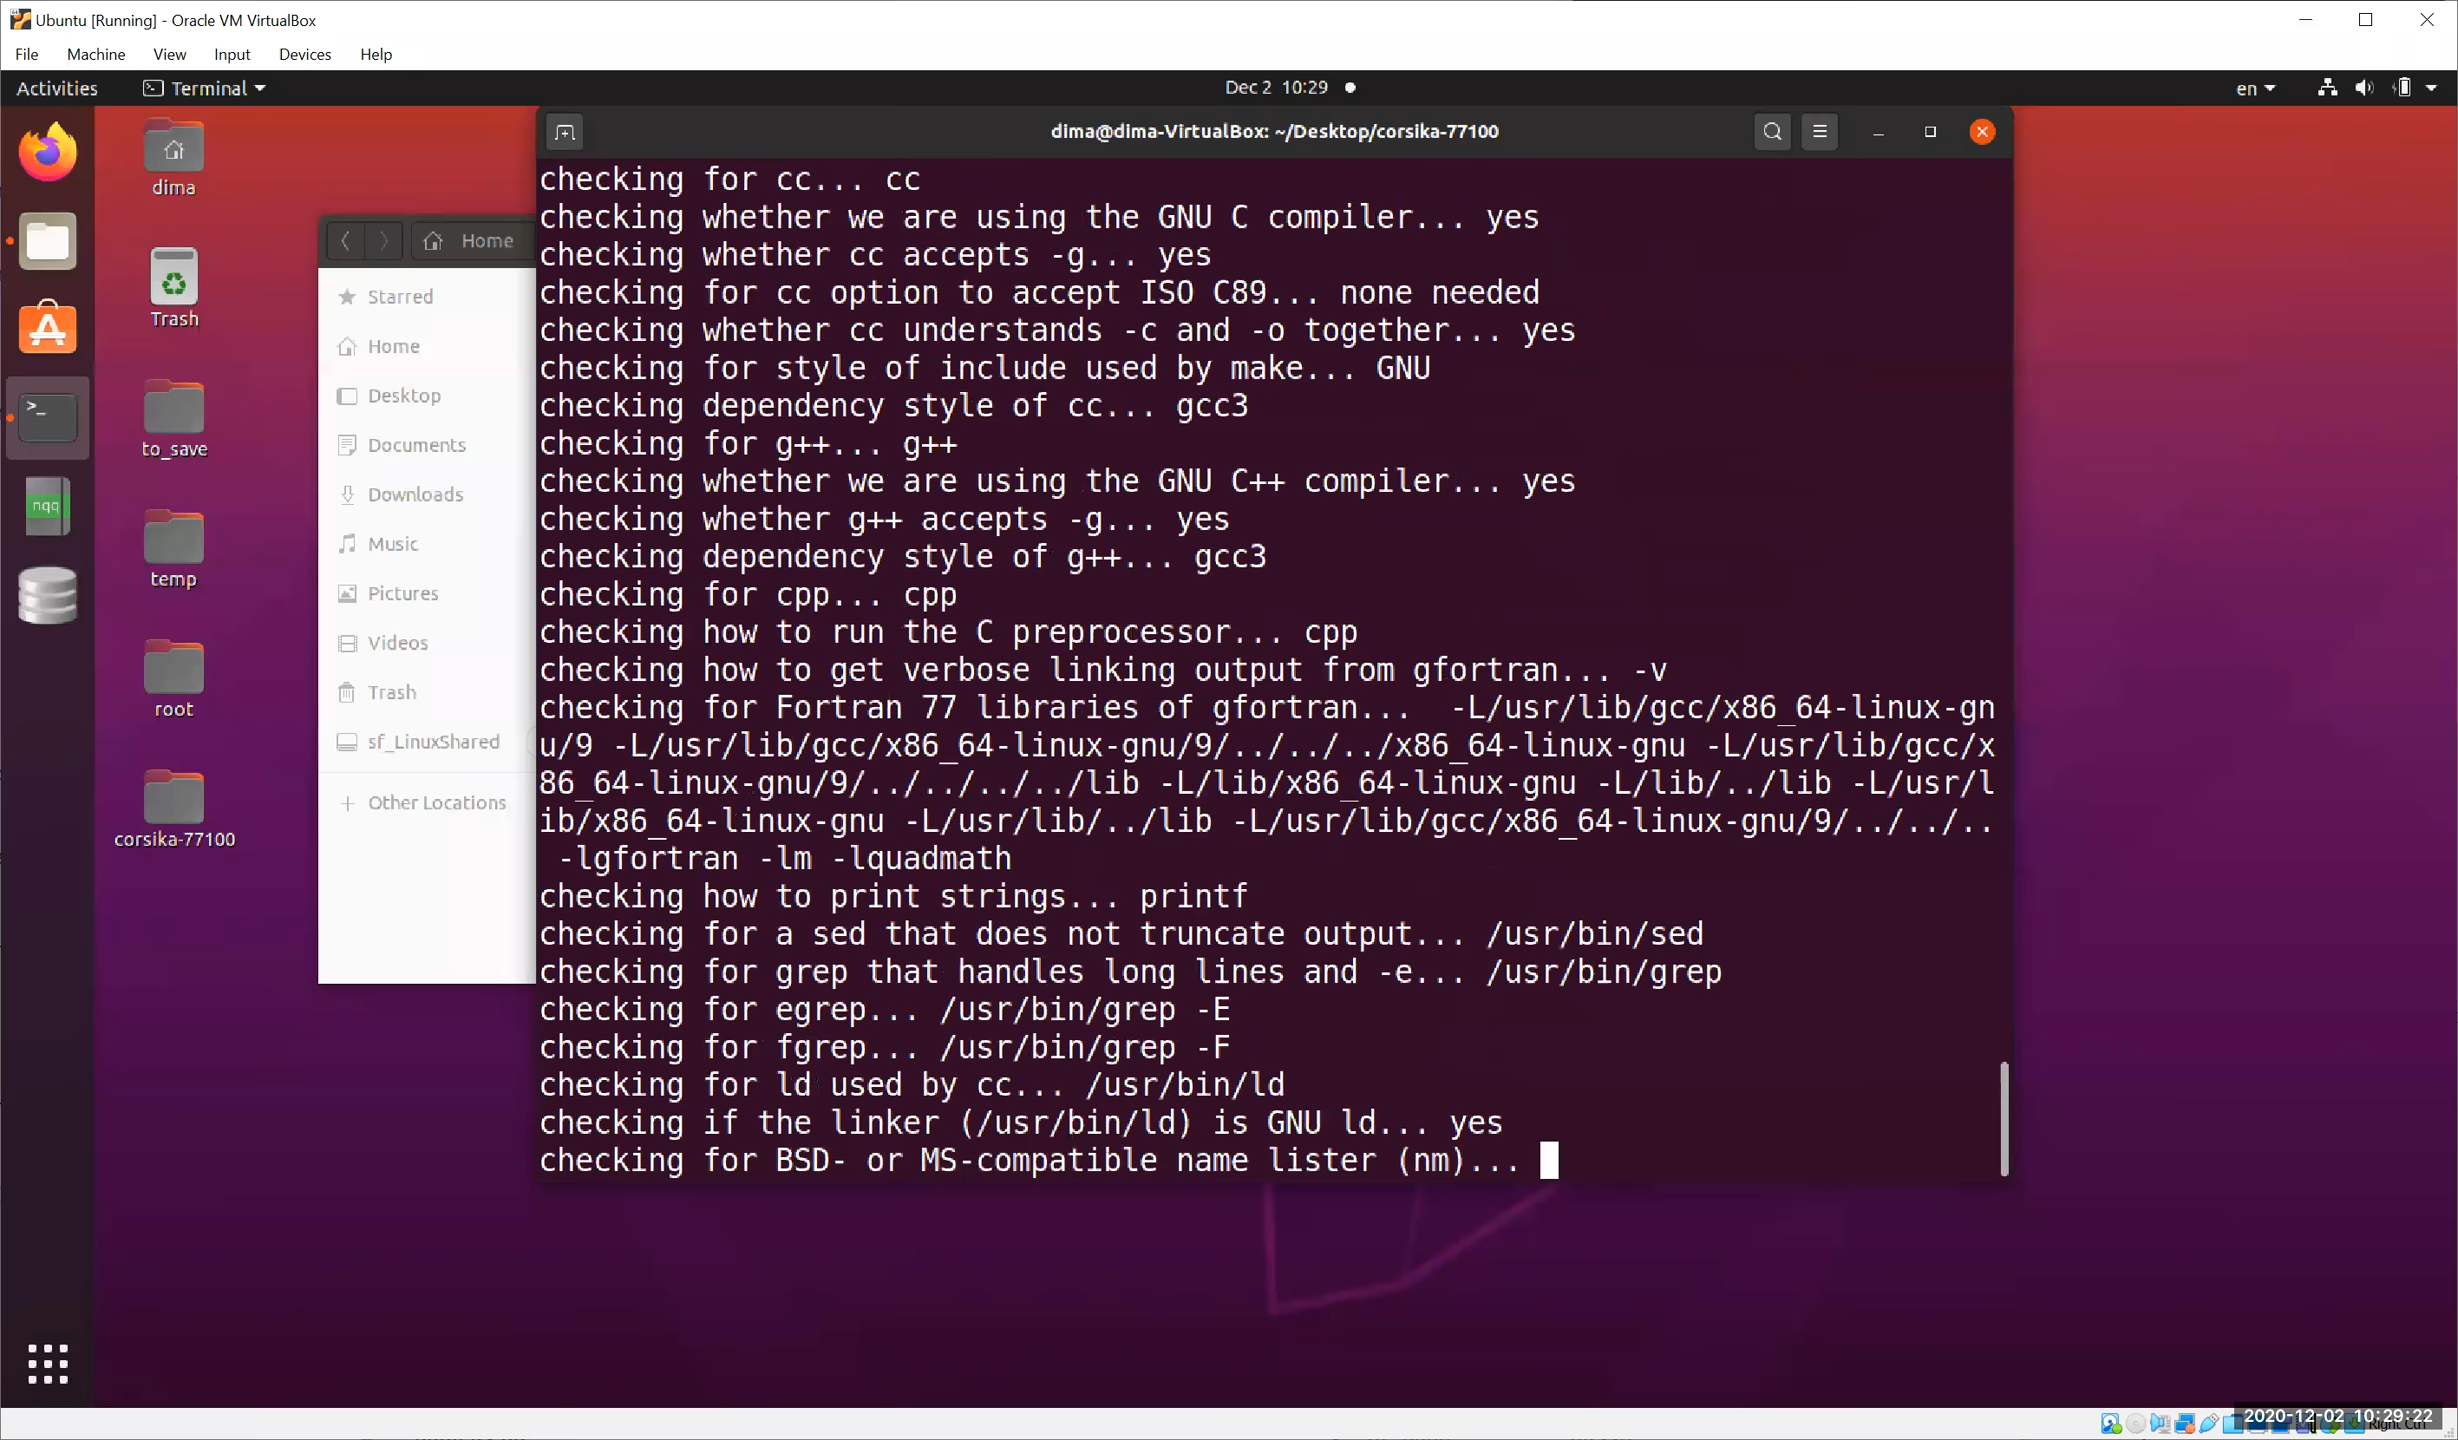 Ubuntu [Running] - Oracle VM VirtualBox
File Machine View Input Devices Help
Activities Terminal Dec 2 10:29 en
dima@dima-VirtualBox: ~/Desktop/corsika-77100
dima
Trash
to_save
nqq
temp
root
corsika-77100
Home
Starred
Home
Desktop
Documents
Downloads
Music
Pictures
Videos
Trash
sf_LinuxShared
+ Other Locations
checking for cc... cc
checking whether we are using the GNU C compiler... yes
checking whether cc accepts -g... yes
checking for cc option to accept ISO C89... none needed
checking whether cc understands -c and -o together... yes
checking for style of include used by make... GNU
checking dependency style of cc... gcc3
checking for g++... g++
checking whether we are using the GNU C++ compiler... yes
checking whether g++ accepts -g... yes
checking dependency style of g++... gcc3
checking for cpp... cpp
checking how to run the C preprocessor... cpp
checking how to get verbose linking output from gfortran... -v
checking for Fortran 77 libraries of gfortran...  -L/usr/lib/gcc/x86_64-linux-gn
u/9 -L/usr/lib/gcc/x86_64-linux-gnu/9/../../../x86_64-linux-gnu -L/usr/lib/gcc/x
86_64-linux-gnu/9/../../../../lib -L/lib/x86_64-linux-gnu -L/lib/../lib -L/usr/l
ib/x86_64-linux-gnu -L/usr/lib/../lib -L/usr/lib/gcc/x86_64-linux-gnu/9/../../..
-lgfortran -lm -lquadmath
checking how to print strings... printf
checking for a sed that does not truncate output... /usr/bin/sed
checking for grep that handles long lines and -e... /usr/bin/grep
checking for egrep... /usr/bin/grep -E
checking for fgrep... /usr/bin/grep -F
checking for ld used by cc... /usr/bin/ld
checking if the linker (/usr/bin/ld) is GNU ld... yes
checking for BSD- or MS-compatible name lister (nm)...
2020-12-02 10:29:22
Right Ctrl